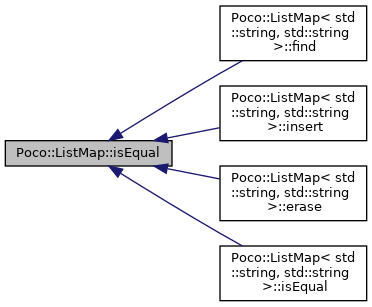 Poco::ListMap< std
::string, std::string
>::find
Poco::ListMap< std
::string, std::string
>::insert
Poco::ListMap::isEqual
Poco::ListMap< std
::string, std::string
>::erase
Poco::ListMap< std
::string, std::string
>::isEqual